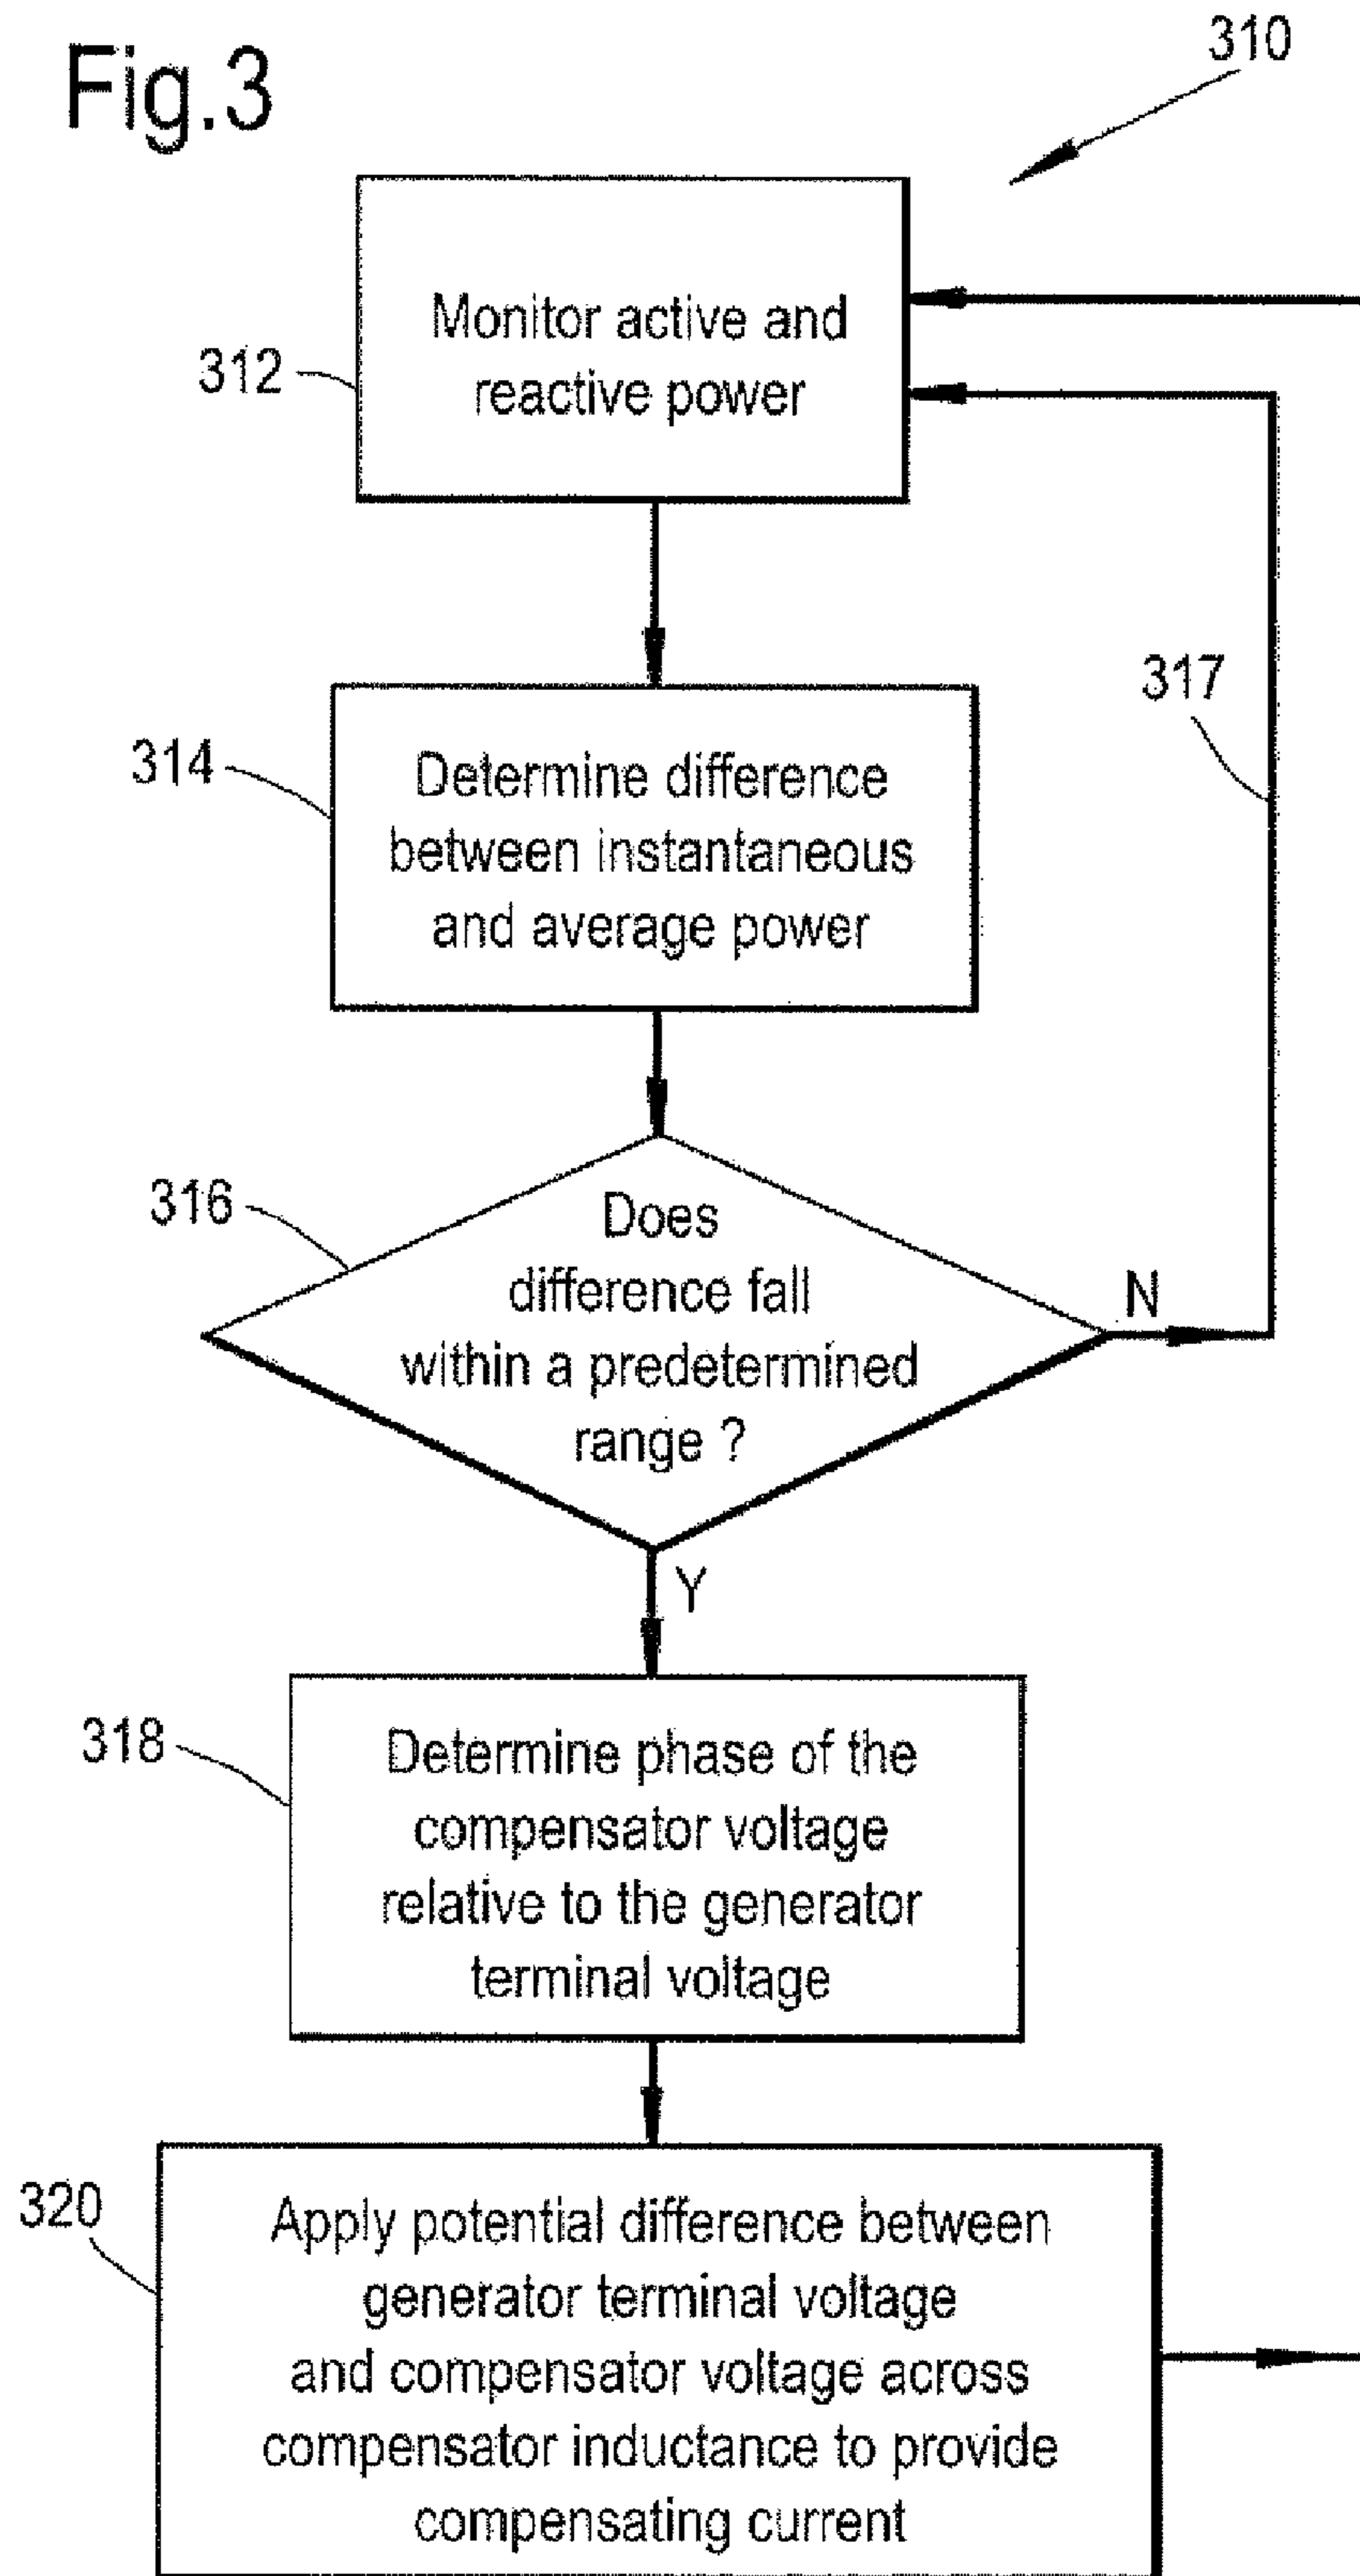 Fig.3
310
Monitor active and
reactive power
312
317
314
Determine difference
between instantaneous
and average power
316
Does
difference fall
within a predetermined
range ?
N
Y
318
Determine phase of the
compensator voltage
relative to the generator
terminal voltage
320
Apply potential difference between
generator terminal voltage
and compensator voltage across
compensator inductance to provide
compensating current